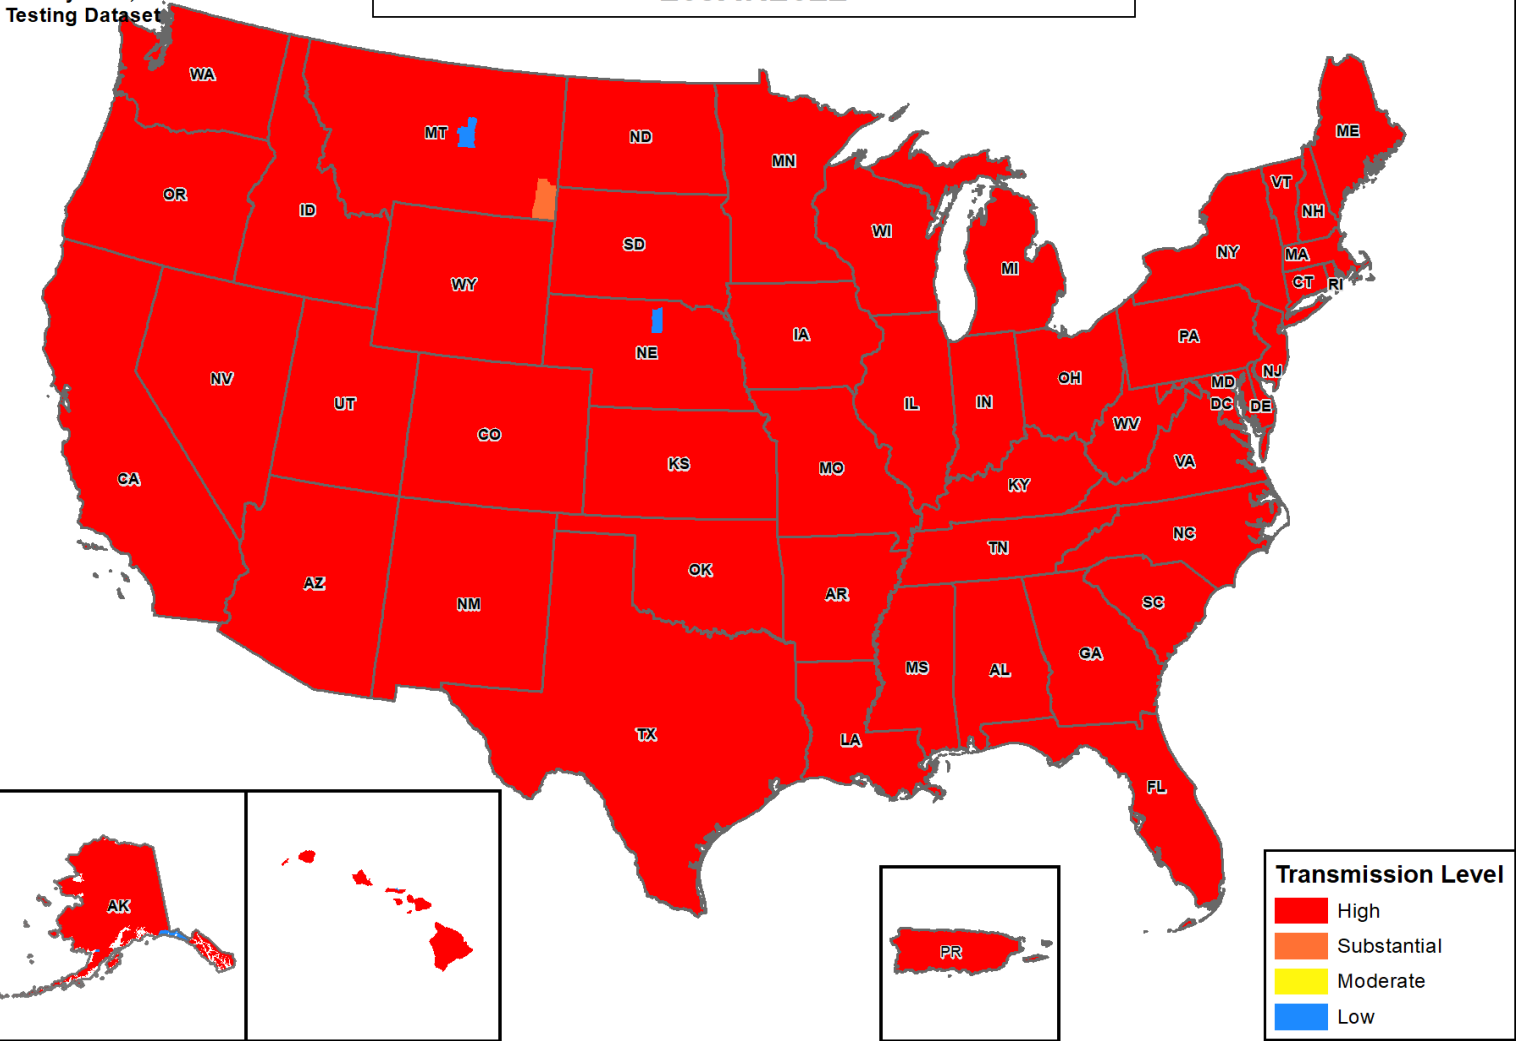 Testing Dataset
WA
MT
ND
MN
ME
OR
ID
SD
WI
MI
VT
NH
NY
MA
CT
RI
WY
IA
NE
PA
NV
UT
CO
IL
IN
OH
NJ
MD
DC
DE
WV
CA
KS
MO
KY
VA
AZ
NM
OK
AR
TN
NC
SC
MS
AL
GA
TX
LA
FL
AK
PR
Transmission Level
High
Substantial
Moderate
Low